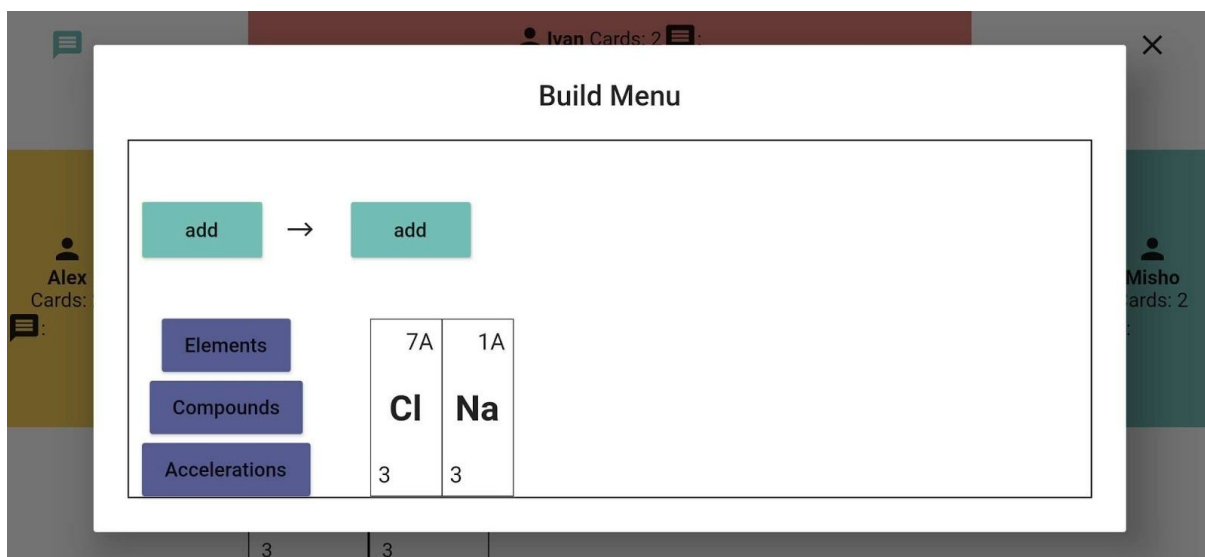 Ivan Cards: 2 :
Build Menu
add → add
Alex
Cards:
:
Misho
ards: 2
:
Elements
Compounds
Accelerations
7A 1A
Cl Na
3 3
3 3